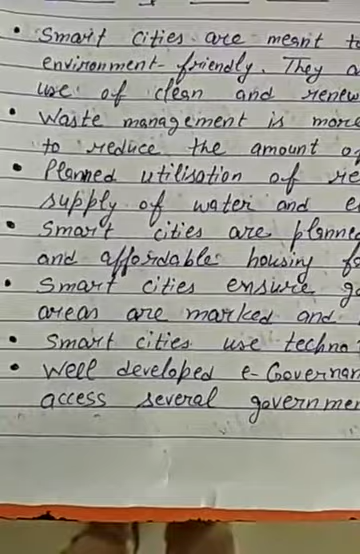 • Smart cities are meant to
environment-friendly. They a
use of clean and renew
• Waste management is more
to reduce the amount of
• Planned utilisation of re
supply of water and e
• Smart cities are planne
and affordable housing fo
• Smart cities ensure go
areas are marked and
• Smart cities use techno
• Well developed e-Governan
access several governmen